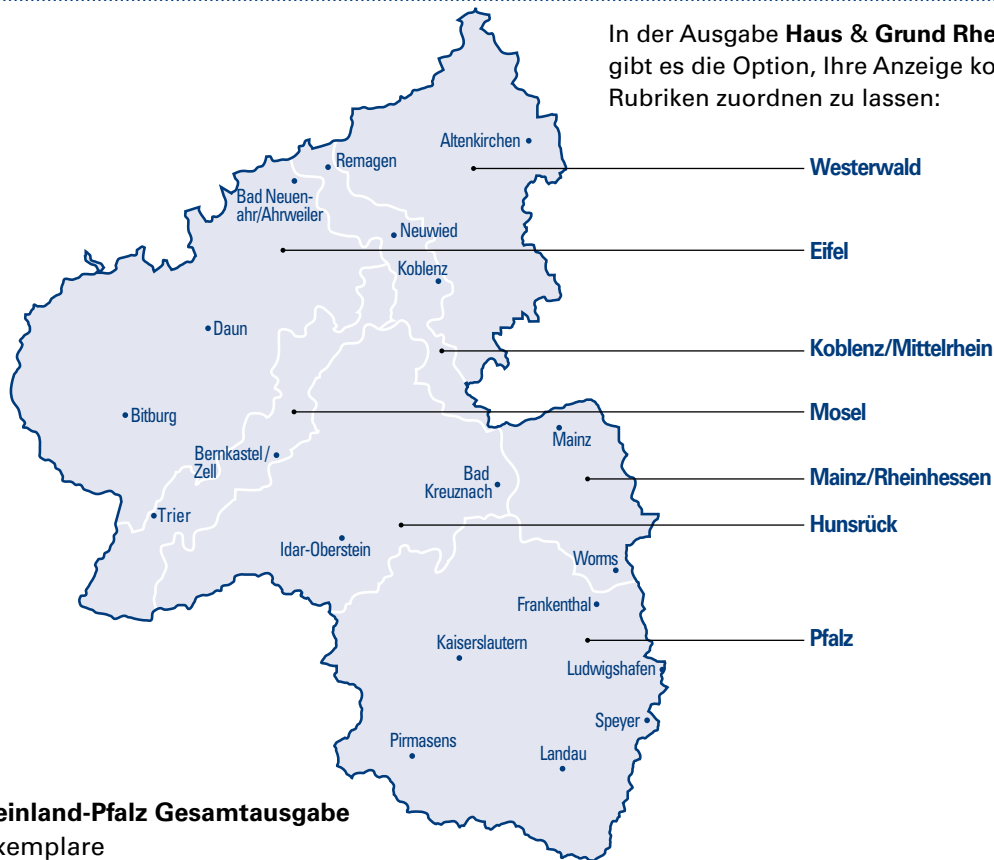 In der Ausgabe Haus & Grund Rhe
gibt es die Option, Ihre Anzeige ko
Rubriken zuordnen zu lassen:
Altenkirchen
Remagen
Westerwald
Bad Neuen-
ahr/Ahrweiler
Neuwied
Eifel
Koblenz
Daun
Koblenz/Mittelrhein
Bitburg
Mosel
Mainz
Bernkastel/
Zell
Bad
Kreuznach
Mainz/Rheinhessen
Trier
Hunsrück
Idar-Oberstein
Worms
Frankenthal
Kaiserslautern
Pfalz
Ludwigshafen
Speyer
Pirmasens
Landau
einland-Pfalz Gesamtausgabe
xemplare